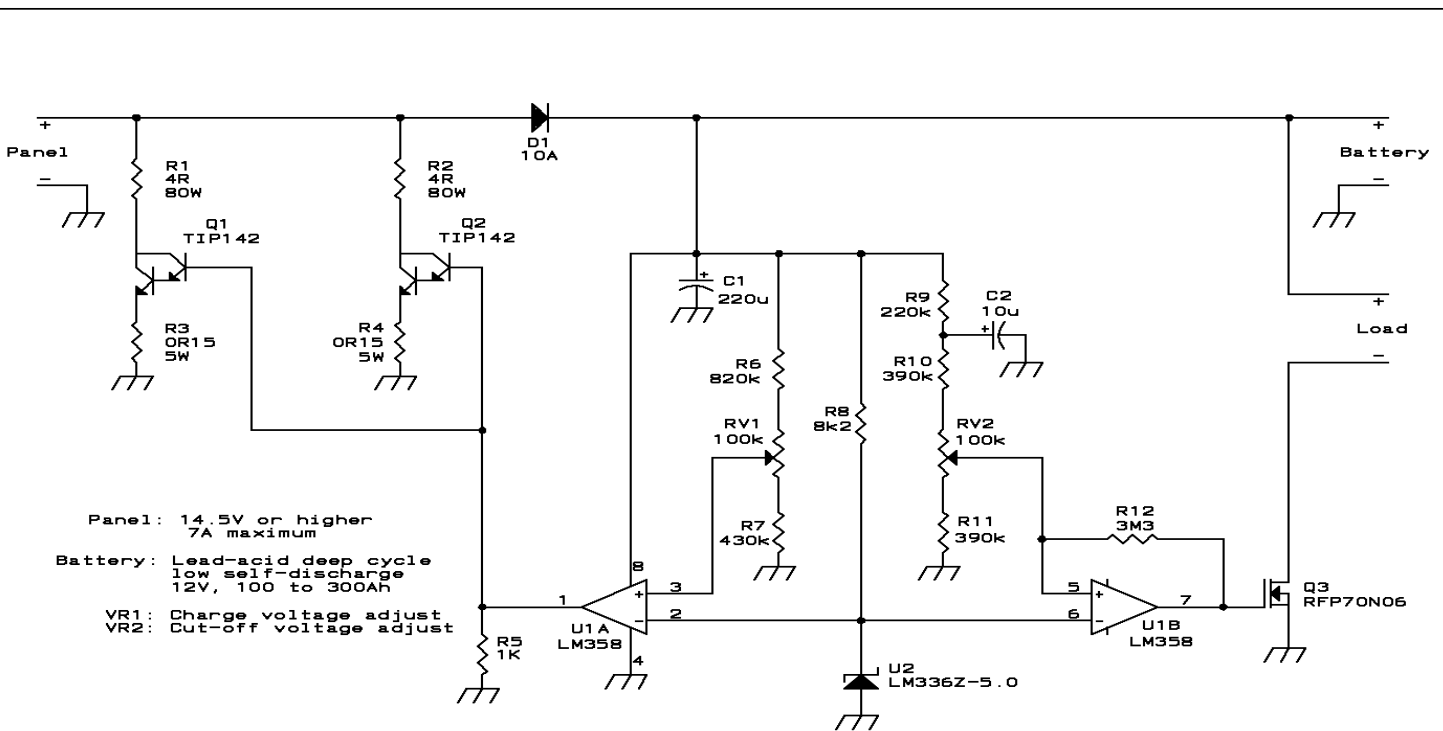 +
Panel
-
R1
4R
80W
Q1
TIP142
R3
0R15
5W
R2
4R
80W
Q2
TIP142
R4
0R15
5W
D1
10A
+
Battery
-
+
Load
-
+
C1
220u
R6
820k
RV1
100k
R7
430k
R8
8k2
R9
220k
C2
10u
+
R10
390k
RV2
100k
R11
390k
R12
3M3
Panel: 14.5V or higher
7A maximum
Battery: Lead-acid deep cycle
low self-discharge
12V, 100 to 300Ah
VR1: Charge voltage adjust
VR2: Cut-off voltage adjust
8
1
+
3
-
2
4
U1A
LM358
R5
1K
U2
LM336Z-5.0
5
+
6
-
7
U1B
LM358
Q3
RFP70N06